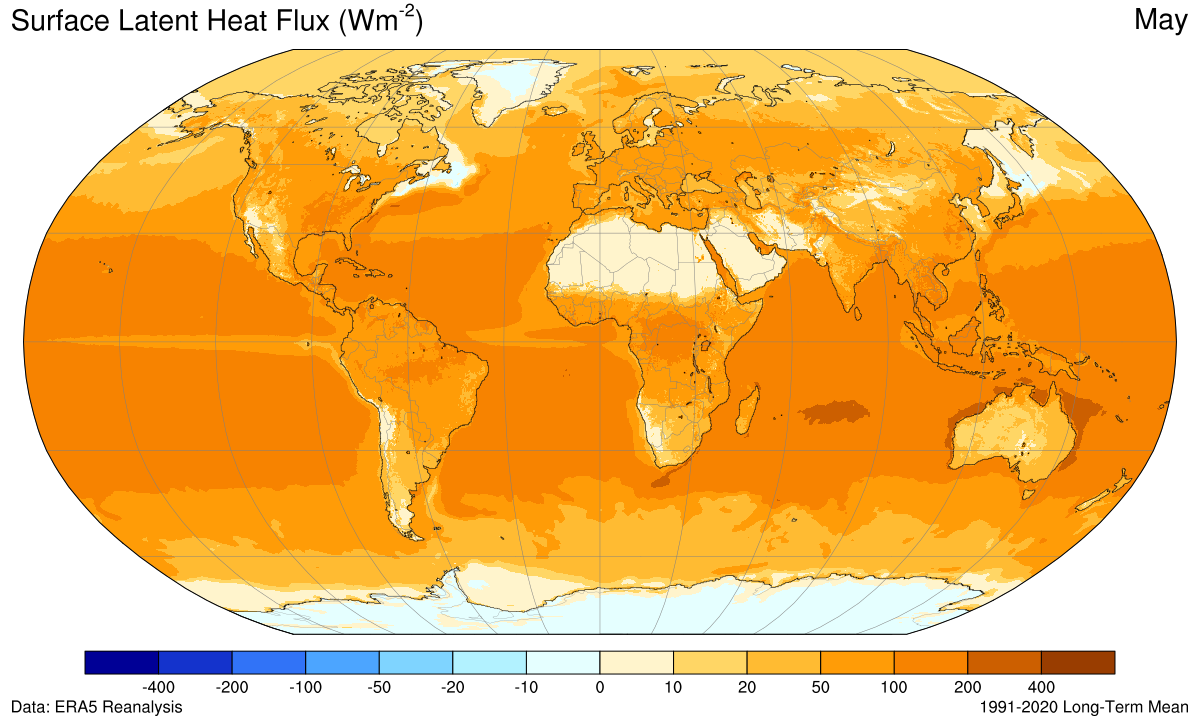 Surface Latent Heat Flux (Wm-2)
May
-400 -200 -100 -50 -20 -10 0 10 20 50 100 200 400
Data: ERA5 Reanalysis
1991-2020 Long-Term Mean